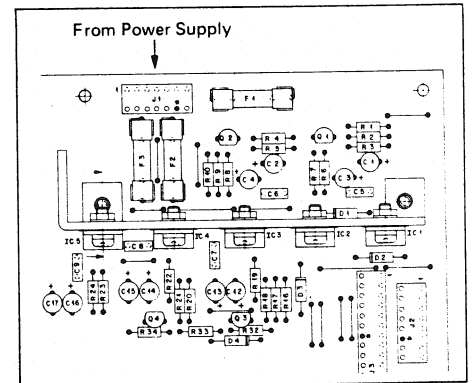 From Power Supply
1
J1
F1
F3
F2
Q2
R4
R5
Q1
R1
R2
R3
C2
C1
R10
R9
R8
C4
R7
R6
C3
C6
C5
D1
IC5
IC4
IC3
IC2
IC1
C8
C7
C9
D2
R24
R23
R22
R19
D3
C17
C16
C15
C14
R21
R20
C13
C12
R18
R17
R16
Q4
R34
R33
Q3
R32
D4
J3
J2